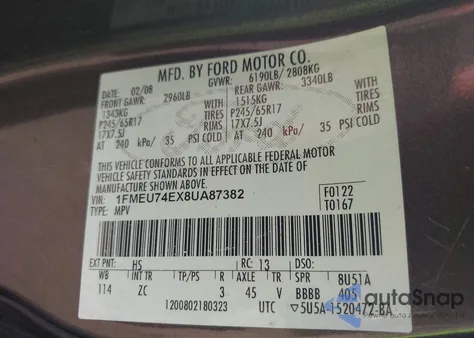 MFD. BY FORD MOTOR CO.
DATE: 02/08 GVWR: 6190LB/ 2808KG
FRONT GAWR: 2960LB REAR GAWR: 3340LB
1343KG 1515KG
P245/65R17 TIRES P245/65R17 TIRES
17X7.5J RIMS 17X7.5J RIMS
AT 240 kPa/ 35 PSI COLD AT 240 kPa/ 35 PSI COLD
THIS VEHICLE CONFORMS TO ALL APPLICABLE FEDERAL MOTOR
VEHICLE SAFETY STANDARDS IN EFFECT ON THE DATE OF MANUFACTURE SHOWN ABOVE.
VIN: 1FMEU74EX8UA87382 F0122
TYPE: MPV T0167
EXT PNT: HS RC: 13 DSO:
WB INT TR TP/PS R AXLE TR SPR 8U51A
114 ZC 3 45 V BBBB 405
1200802180323 UTC 5U5A-1520472-BA
autoSnap